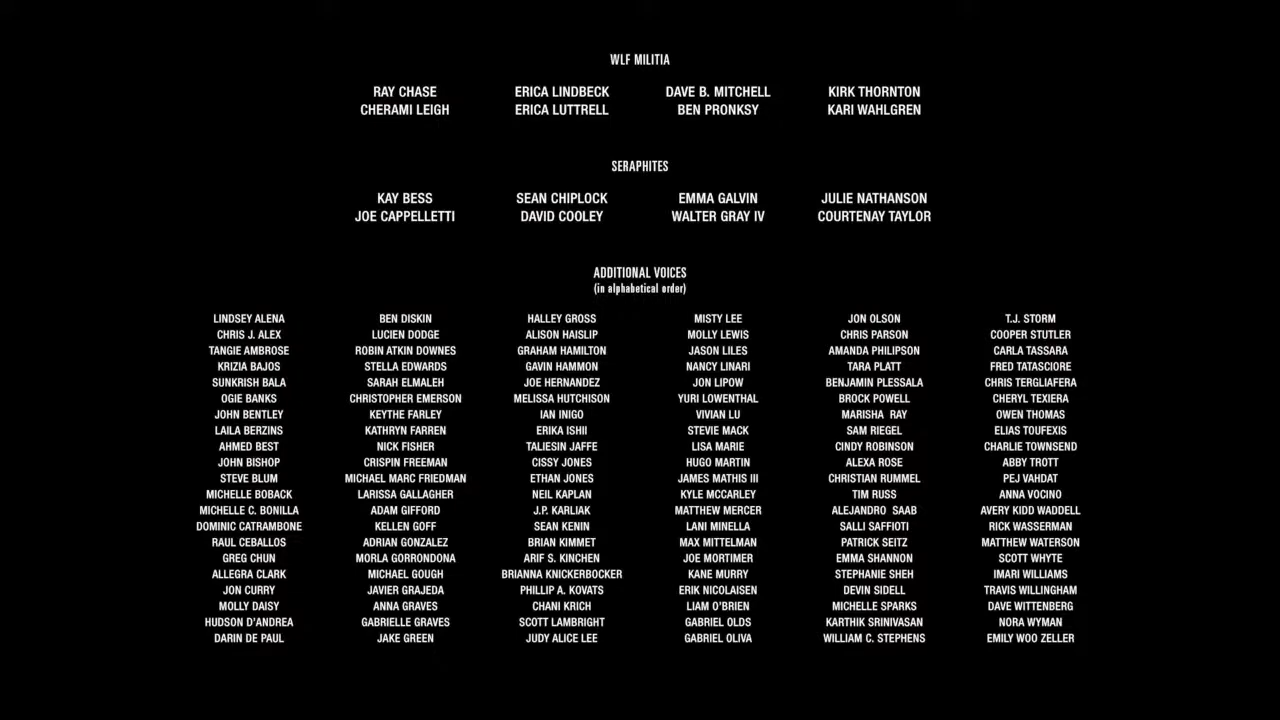 WLF MILITIA
RAY CHASE ERICA LINDBECK DAVE B. MITCHELL KIRK THORNTON
CHERAMI LEIGH ERICA LUTTRELL BEN PRONKSY KARI WAHLGREN
SERAPHITES
KAY BESS SEAN CHIPLOCK EMMA GALVIN JULIE NATHANSON
JOE CAPPELLETTI DAVID COOLEY WALTER GRAY IV COURTENAY TAYLOR
ADDITIONAL VOICES
(in alphabetical order)
LINDSEY ALENA BEN DISKIN HALLEY GROSS MISTY LEE JON OLSON T.J. STORM
CHRIS J. ALEX LUCIEN DODGE ALISON HAISLIP MOLLY LEWIS CHRIS PARSON COOPER STUTLER
TANGIE AMBROSE ROBIN ATKIN DOWNES GRAHAM HAMILTON JASON LILES AMANDA PHILIPSON CARLA TASSARA
KRIZIA BAJOS STELLA EDWARDS GAVIN HAMMON NANCY LINARI TARA PLATT FRED TATASCIORE
SUNKRISH BALA SARAH ELMALEH JOE HERNANDEZ JON LIPOW BENJAMIN PLESSALA CHRIS TERGLIAFERA
OGIE BANKS CHRISTOPHER EMERSON MELISSA HUTCHISON YURI LOWENTHAL BROCK POWELL CHERYL TEXIERA
JOHN BENTLEY KEYTHE FARLEY IAN INIGO VIVIAN LU MARISHA RAY OWEN THOMAS
LAILA BERZINS KATHRYN FARREN ERIKA ISHII STEVIE MACK SAM RIEGEL ELIAS TOUFEXIS
AHMED BEST NICK FISHER TALIESIN JAFFE LISA MARIE CINDY ROBINSON CHARLIE TOWNSEND
JOHN BISHOP CRISPIN FREEMAN CISSY JONES HUGO MARTIN ALEXA ROSE ABBY TROTT
STEVE BLUM MICHAEL MARC FRIEDMAN ETHAN JONES JAMES MATHIS III CHRISTIAN RUMMEL PEJ VAHDAT
MICHELLE BOBACK LARISSA GALLAGHER NEIL KAPLAN KYLE MCCARLEY TIM RUSS ANNA VOCINO
MICHELLE C. BONILLA ADAM GIFFORD J.P. KARLIAK MATTHEW MERCER ALEJANDRO SAAB AVERY KIDD WADDELL
DOMINIC CATRAMBONE KELLEN GOFF SEAN KENIN LANI MINELLA SALLI SAFFIOTI RICK WASSERMAN
RAUL CEBALLOS ADRIAN GONZALEZ BRIAN KIMMET MAX MITTELMAN PATRICK SEITZ MATTHEW WATERSON
GREG CHUN MORLA GORRONDONA ARIF S. KINCHEN JOE MORTIMER EMMA SHANNON SCOTT WHYTE
ALLEGRA CLARK MICHAEL GOUGH BRIANNA KNICKERBOCKER KANE MURRY STEPHANIE SHEH IMARI WILLIAMS
JON CURRY JAVIER GRAJEDA PHILLIP A. KOVATS ERIK NICOLAISEN DEVIN SIDELL TRAVIS WILLINGHAM
MOLLY DAISY ANNA GRAVES CHANI KRICH LIAM O'BRIEN MICHELLE SPARKS DAVE WITTENBERG
HUDSON D'ANDREA GABRIELLE GRAVES SCOTT LAMBRIGHT GABRIEL OLDS KARTHIK SRINIVASAN NORA WYMAN
DARIN DE PAUL JAKE GREEN JUDY ALICE LEE GABRIEL OLIVA WILLIAM C. STEPHENS EMILY WOO ZELLER